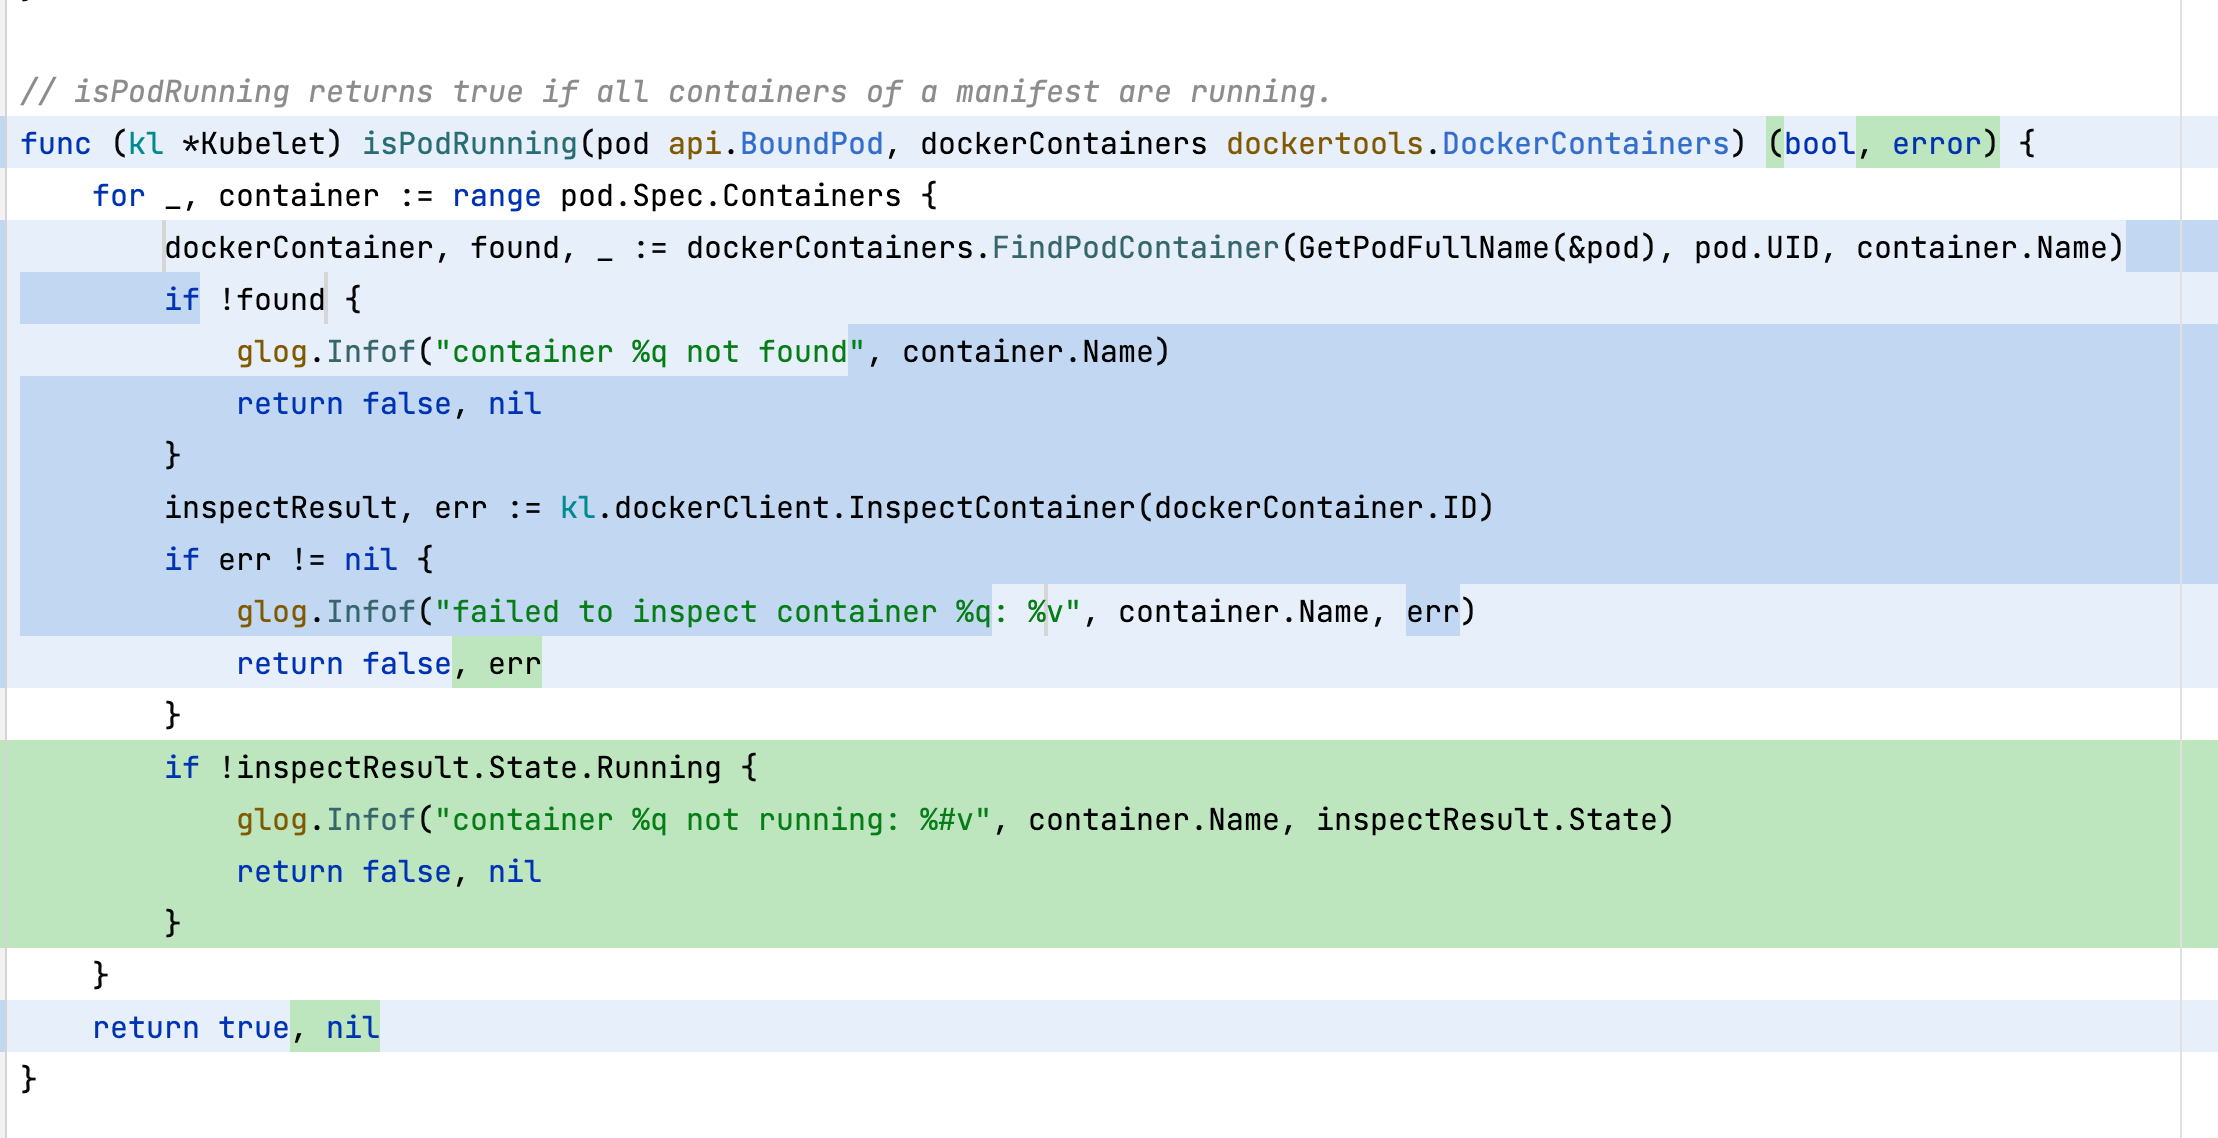 // isPodRunning returns true if all containers of a manifest are running.
func (kl *Kubelet) isPodRunning(pod api.BoundPod, dockerContainers dockertools.DockerContainers) (bool, error) {
    for _, container := range pod.Spec.Containers {
        dockerContainer, found, _ := dockerContainers.FindPodContainer(GetPodFullName(&pod), pod.UID, container.Name)
        if !found {
            glog.Infof("container %q not found", container.Name)
            return false, nil
        }
        inspectResult, err := kl.dockerClient.InspectContainer(dockerContainer.ID)
        if err != nil {
            glog.Infof("failed to inspect container %q: %v", container.Name, err)
            return false, err
        }
        if !inspectResult.State.Running {
            glog.Infof("container %q not running: %#v", container.Name, inspectResult.State)
            return false, nil
        }
    }
    return true, nil
}